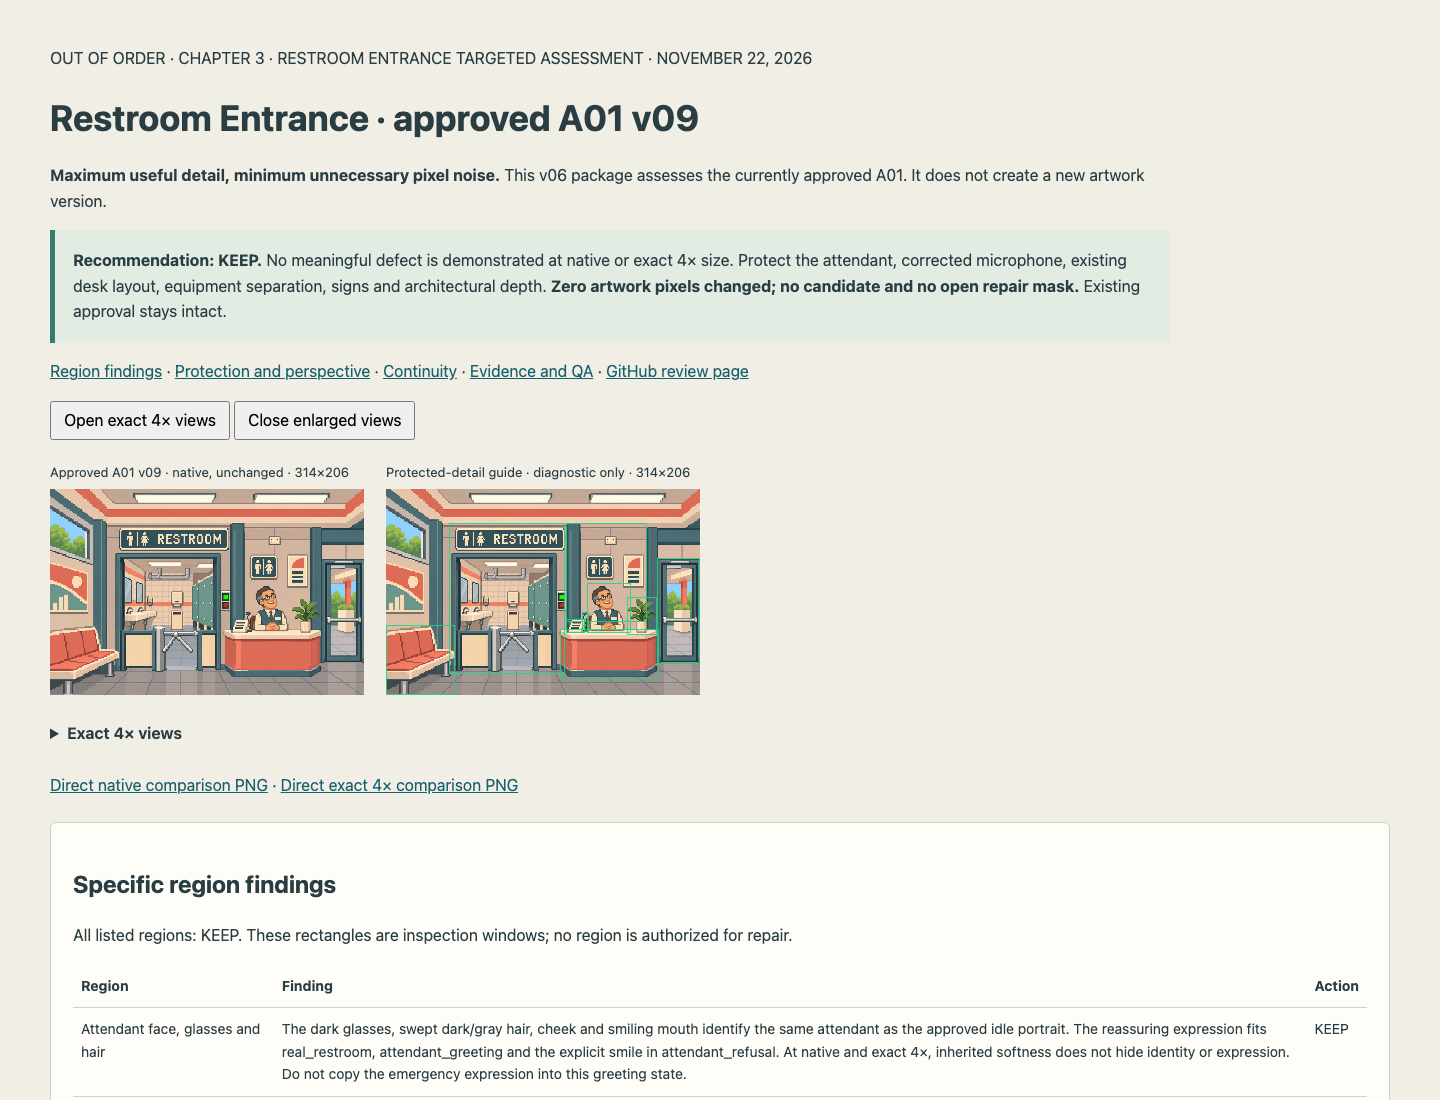 OUT OF ORDER · CHAPTER 3 · RESTROOM ENTRANCE TARGETED ASSESSMENT · NOVEMBER 22, 2026
Restroom Entrance · approved A01 v09
Maximum useful detail, minimum unnecessary pixel noise. This v06 package assesses the currently approved A01. It does not create a new artwork
version.
Recommendation: KEEP. No meaningful defect is demonstrated at native or exact 4× size. Protect the attendant, corrected microphone, existing
desk layout, equipment separation, signs and architectural depth. Zero artwork pixels changed; no candidate and no open repair mask. Existing
approval stays intact.
Region findings · Protection and perspective · Continuity · Evidence and QA · GitHub review page
Open exact 4× views Close enlarged views
Approved A01 v09 · native, unchanged · 314×206
Protected-detail guide · diagnostic only · 314×206
RESTROOM
RESTROOM
Exact 4× views
Direct native comparison PNG · Direct exact 4× comparison PNG
Specific region findings
All listed regions: KEEP. These rectangles are inspection windows; no region is authorized for repair.
Region Finding Action
Attendant face, glasses and
hair
The dark glasses, swept dark/gray hair, cheek and smiling mouth identify the same attendant as the approved idle portrait. The reassuring expression fits
real_restroom, attendant_greeting and the explicit smile in attendant_refusal. At native and exact 4×, inherited softness does not hide identity or expression.
Do not copy the emergency expression into this greeting state.
KEEP